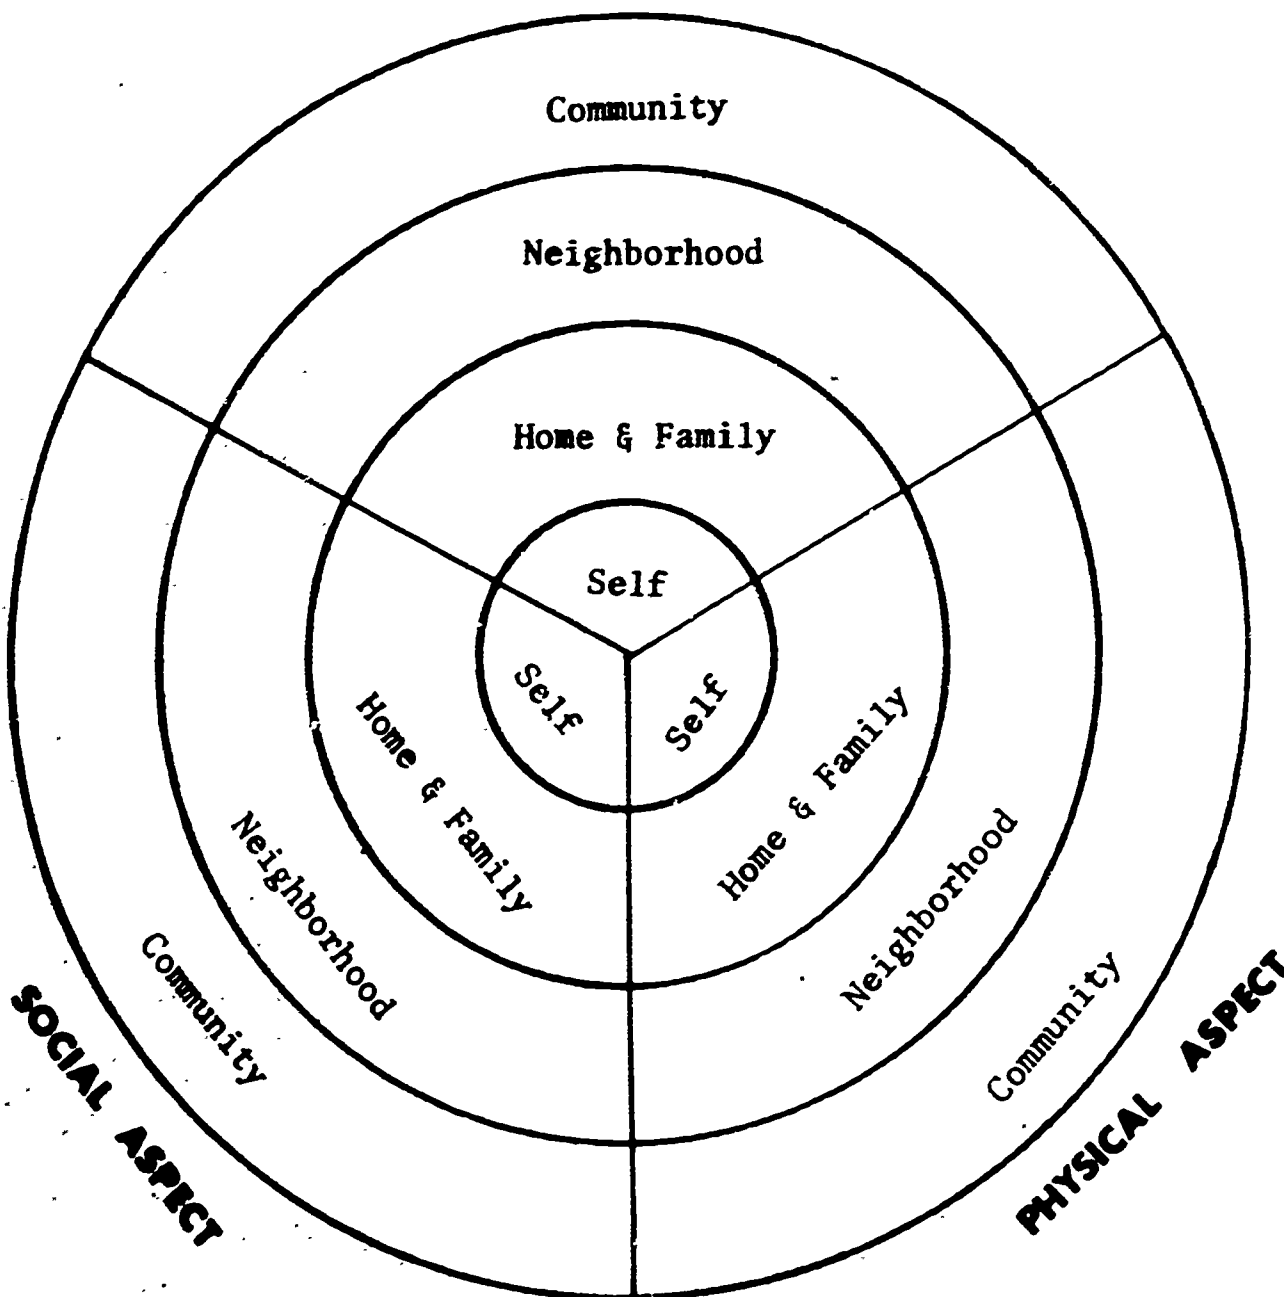 Community
Neighborhood
Home & Family
Self
Self
Self
Home & Family
Home & Family
Neighborhood
Neighborhood
Community
Community
SOCIAL ASPECT
PHYSICAL ASPECT